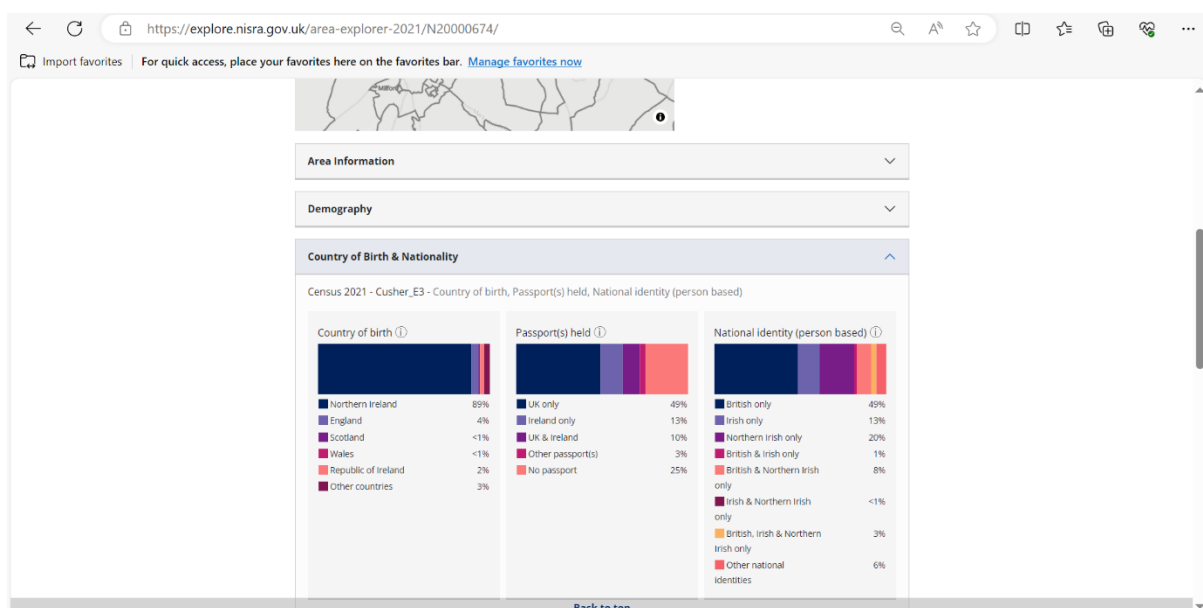 https://explore.nisra.gov.uk/area-explorer-2021/N20000674/
Import favorites For quick access, place your favorites here on the favorites bar. Manage favorites now
Milford
Area Information
Demography
Country of Birth & Nationality
Census 2021 - Cusher_E3 - Country of birth, Passport(s) held, National identity (person based)
Country of birth
Northern Ireland 89%
England 4%
Scotland <1%
Wales <1%
Republic of Ireland 2%
Other countries 3%
Passport(s) held
UK only 49%
Ireland only 13%
UK & Ireland 10%
Other passport(s) 3%
No passport 25%
National identity (person based)
British only 49%
Irish only 13%
Northern Irish only 20%
British & Irish only 1%
British & Northern Irish 8%
only
Irish & Northern Irish <1%
only
British, Irish & Northern 3%
Irish only
Other national 6%
identities
Back to top